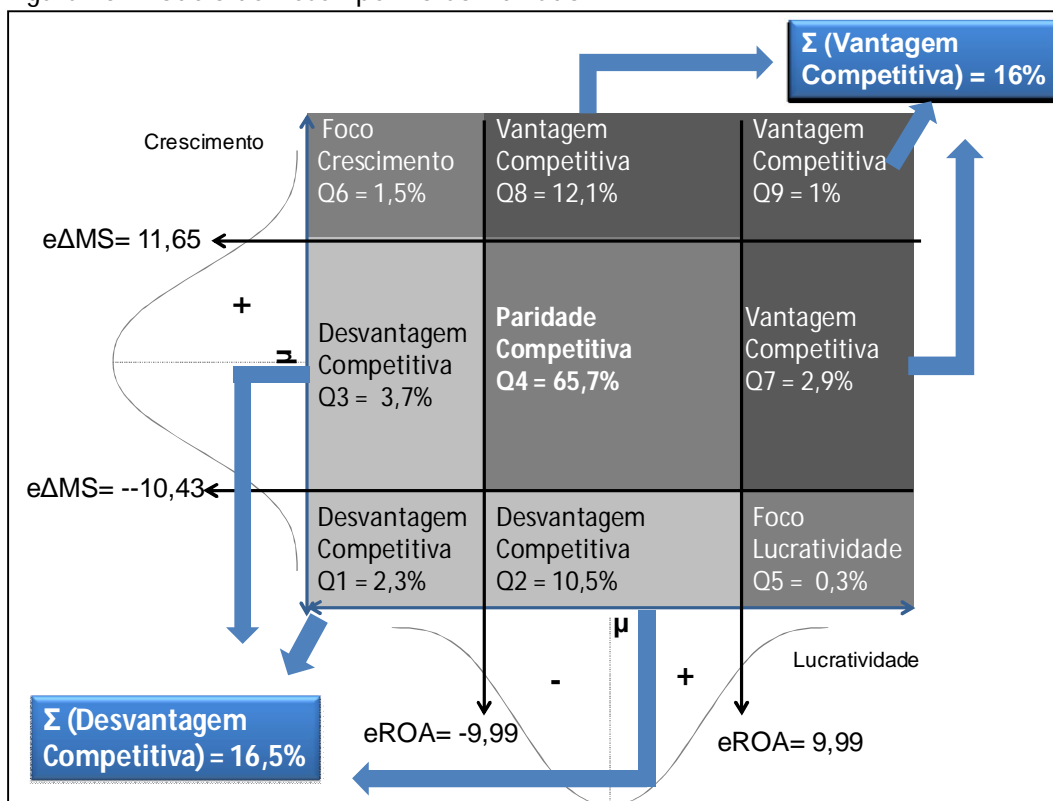 Σ (Vantagem
Competitiva) = 16%
Crescimento
Foco
Crescimento
Q6 = 1,5%
Vantagem
Competitiva
Q8 = 12,1%
Vantagem
Competitiva
Q9 = 1%
e∆MS= 11,65
+
µ
Desvantagem
Competitiva
Q3 = 3,7%
Paridade
Competitiva
Q4 = 65,7%
Vantagem
Competitiva
Q7 = 2,9%
e∆MS= --10,43
Desvantagem
Competitiva
Q1 = 2,3%
Desvantagem
Competitiva
Q2 = 10,5%
Foco
Lucratividade
Q5 = 0,3%
µ
-
+
Lucratividade
Σ (Desvantagem
Competitiva) = 16,5%
eROA= -9,99
eROA= 9,99